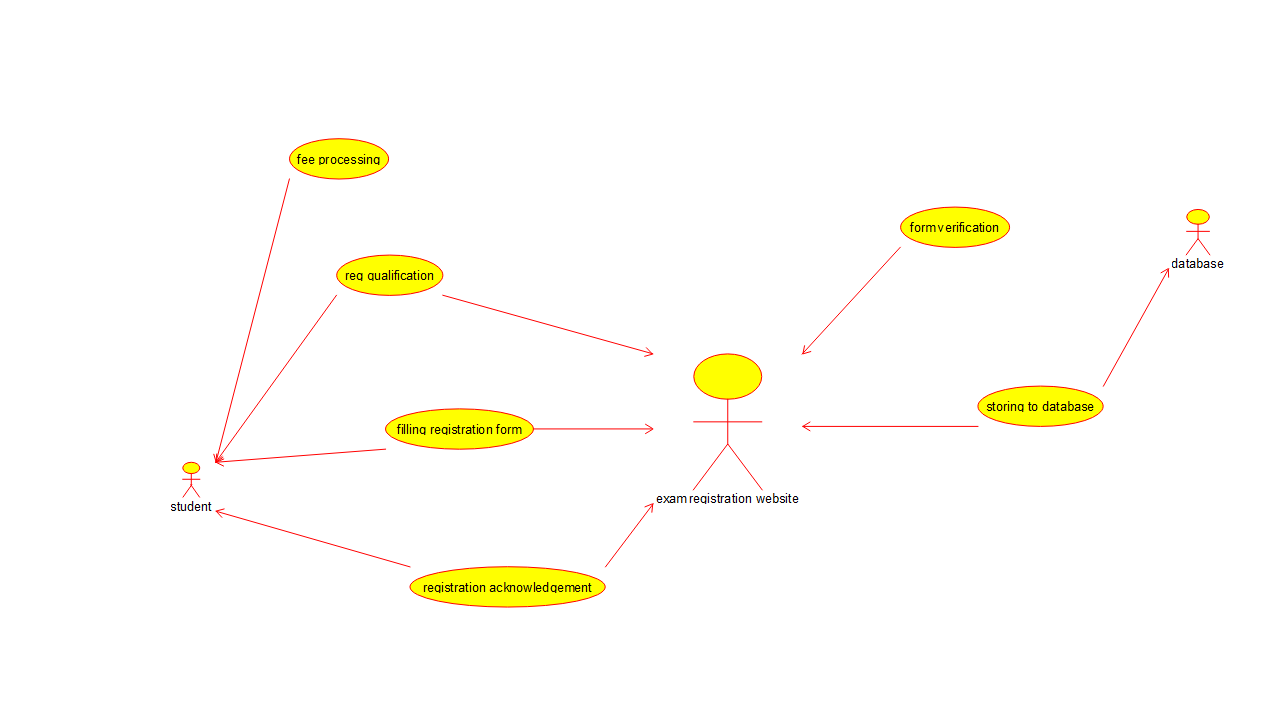 fee processing
form verification
database
req qualification
storing to database
filling registration form
exam registration website
student
registration acknowledgement